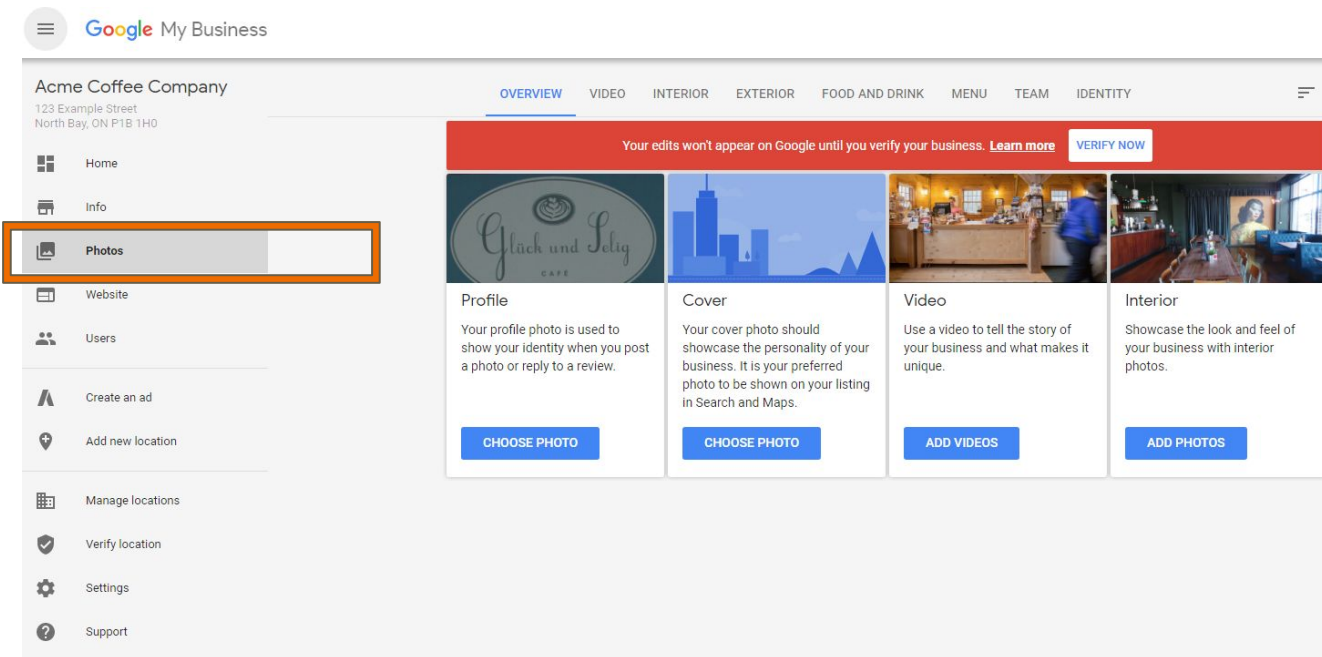 Google My Business
Acme Coffee Company
123 Example Street
North Bay, ON P1B 1H0
Home
Info
Photos
Website
Users
Create an ad
Add new location
Manage locations
Verify location
Settings
Support
OVERVIEW VIDEO INTERIOR EXTERIOR FOOD AND DRINK MENU TEAM IDENTITY
Your edits won't appear on Google until you verify your business. Learn more VERIFY NOW
Glück und Selig
CAFE
Profile
Your profile photo is used to
show your identity when you post
a photo or reply to a review.
CHOOSE PHOTO
Cover
Your cover photo should
showcase the personality of your
business. It is your preferred
photo to be shown on your listing
in Search and Maps.
CHOOSE PHOTO
Video
Use a video to tell the story of
your business and what makes it
unique.
ADD VIDEOS
Interior
Showcase the look and feel of
your business with interior
photos.
ADD PHOTOS